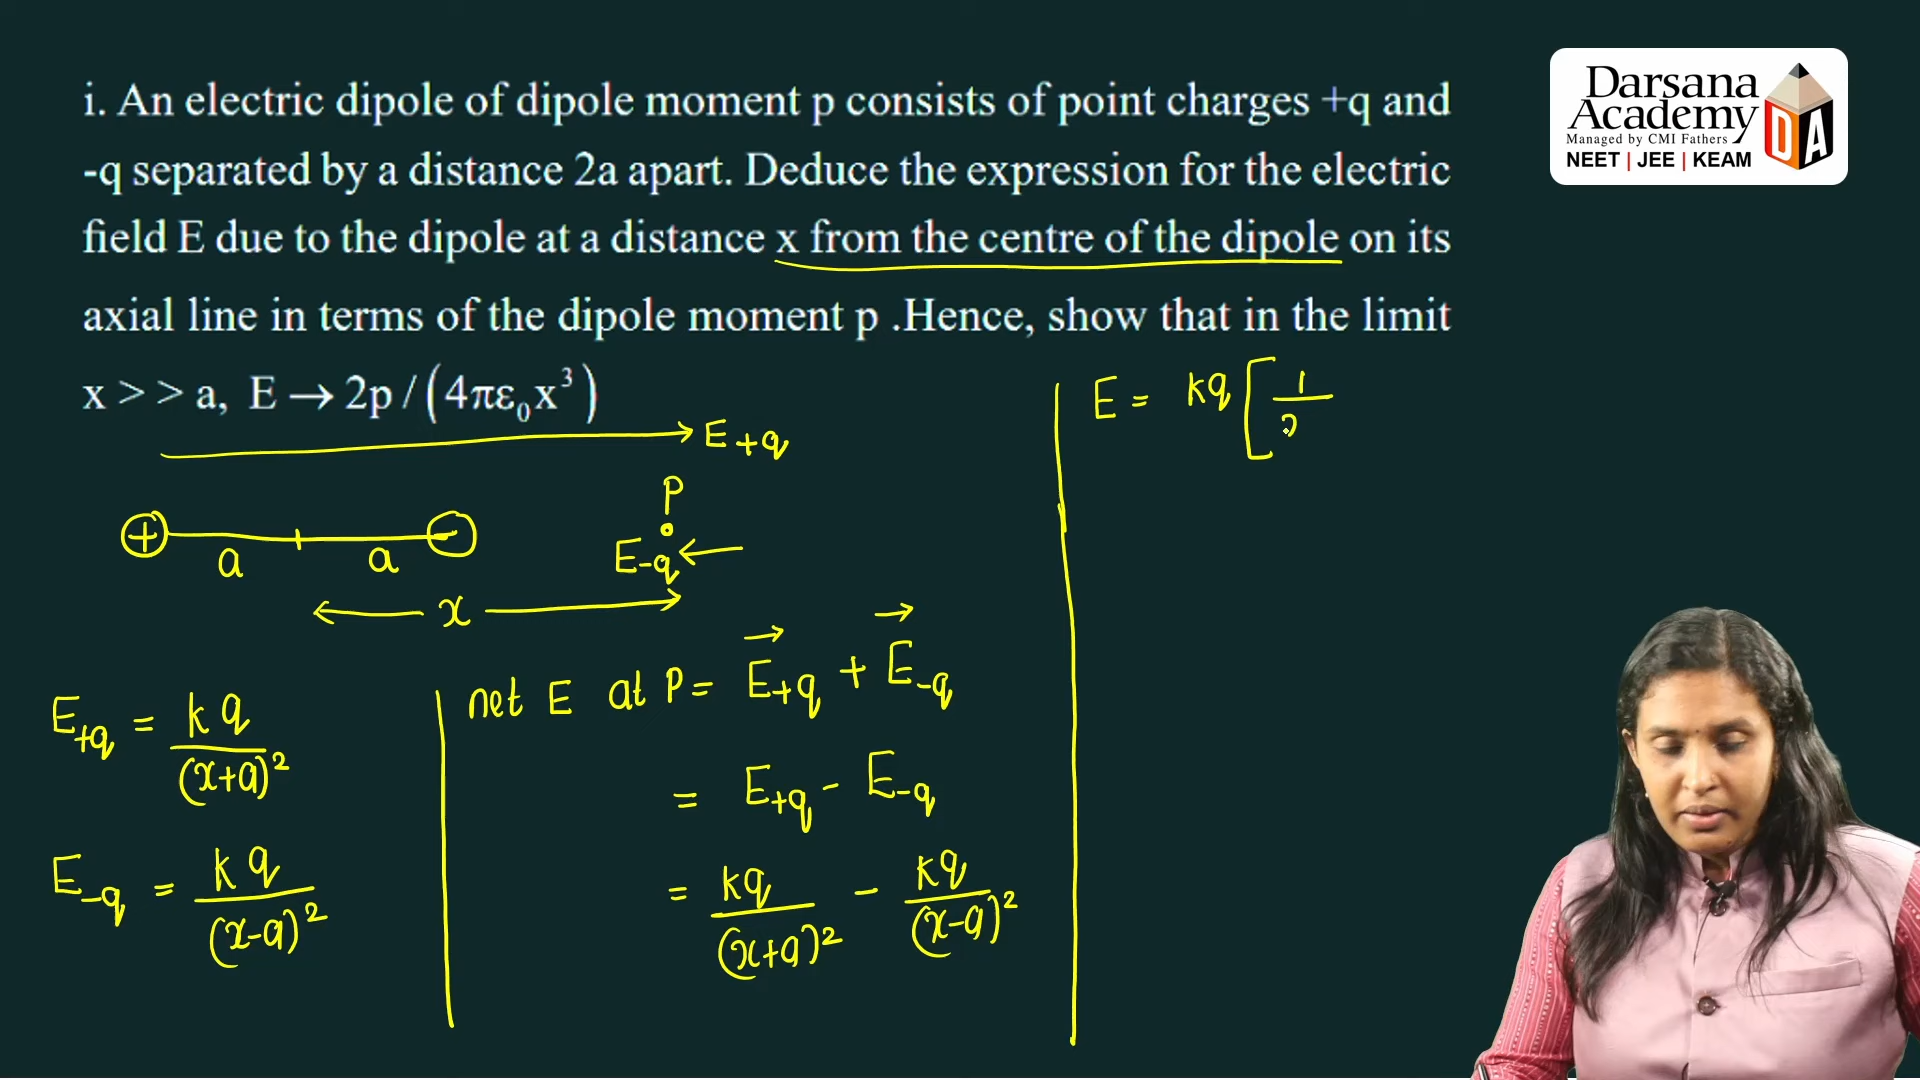 i. An electric dipole of dipole moment p consists of point charges +q and
-q separated by a distance 2a apart. Deduce the expression for the electric
field E due to the dipole at a distance x from the centre of the dipole on its
axial line in terms of the dipole moment p .Hence, show that in the limit
x > > a, E → 2p / (4πε₀x³)
Darsana
Academy
Managed by CMI Fathers
NEET | JEE | KEAM
DA
E+q
P
+ −
a a
E-q
x
E+q = kq/(x+a)²
E-q = kq/(x-a)²
net E at P = E+q + E-q
= E+q - E-q
= kq/(x+a)² - kq/(x-a)²
E = kq [ 1